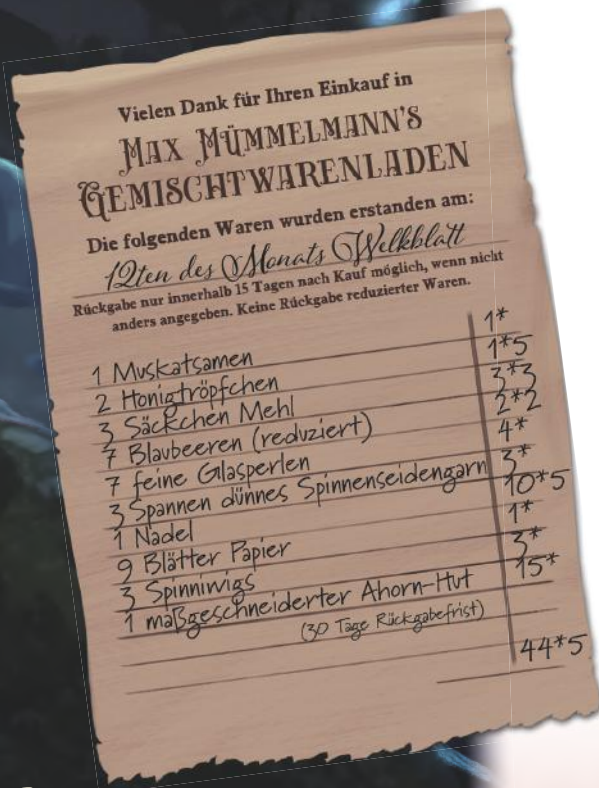 Vielen Dank für Ihren Einkauf in
MAX MÜMMELMANN'S
GEMISCHTWARENLADEN
Die folgenden Waren wurden erstanden am:
12ten des Monats Welkblatt
Rückgabe nur innerhalb 15 Tagen nach Kauf möglich, wenn nicht
anders angegeben. Keine Rückgabe reduzierter Waren.
1 Muskatsamen 1*
2 Honigtröpfchen 1*5
3 Säckchen Mehl 3*3
7 Blaubeeren (reduziert) 2*2
7 feine Glasperlen 4*
3 Spannen dünnes Spinnenseidengarn 3*
1 Nadel 10*5
9 Blätter Papier 1*
3 Spinniwigs 3*
1 maßgeschneiderter Ahorn-Hut 15*
(30 Tage Rückgabefrist)
44*5